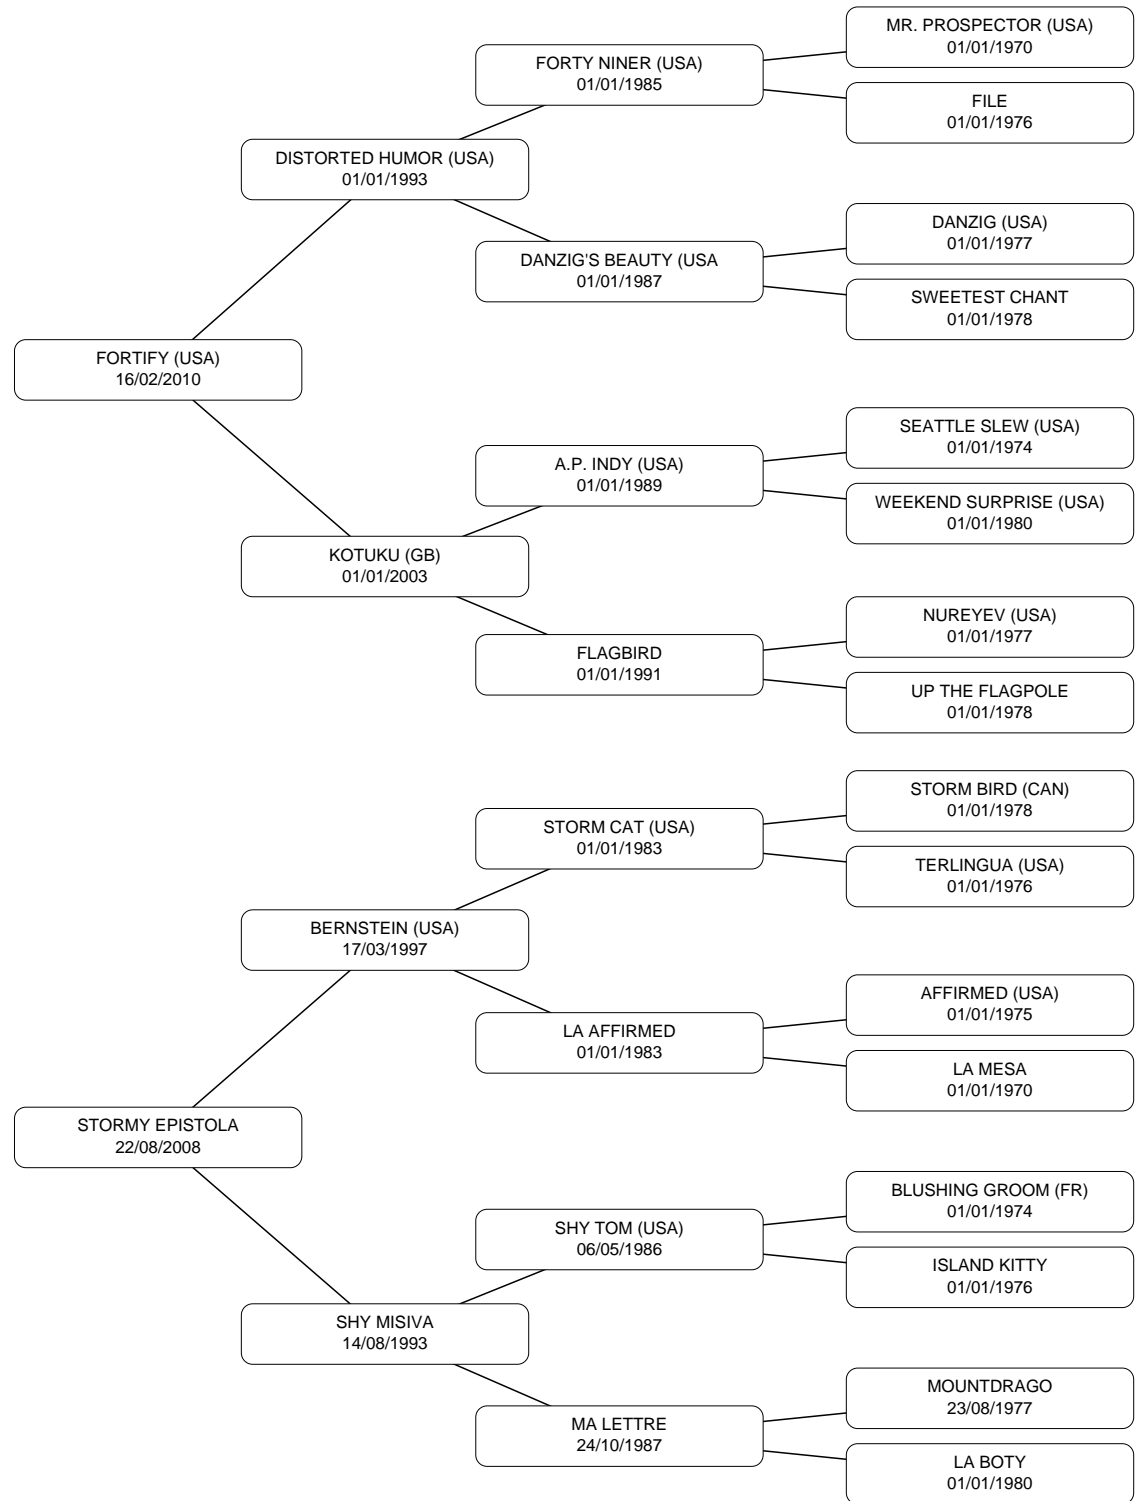 MR. PROSPECTOR (USA)
01/01/1970
FORTY NINER (USA)
01/01/1985
FILE
01/01/1976
DISTORTED HUMOR (USA)
01/01/1993
DANZIG (USA)
01/01/1977
DANZIG'S BEAUTY (USA
01/01/1987
SWEETEST CHANT
01/01/1978
FORTIFY (USA)
16/02/2010
SEATTLE SLEW (USA)
01/01/1974
A.P. INDY (USA)
01/01/1989
WEEKEND SURPRISE (USA)
01/01/1980
KOTUKU (GB)
01/01/2003
NUREYEV (USA)
01/01/1977
FLAGBIRD
01/01/1991
UP THE FLAGPOLE
01/01/1978
STORM BIRD (CAN)
01/01/1978
STORM CAT (USA)
01/01/1983
TERLINGUA (USA)
01/01/1976
BERNSTEIN (USA)
17/03/1997
AFFIRMED (USA)
01/01/1975
LA AFFIRMED
01/01/1983
LA MESA
01/01/1970
STORMY EPISTOLA
22/08/2008
BLUSHING GROOM (FR)
01/01/1974
SHY TOM (USA)
06/05/1986
ISLAND KITTY
01/01/1976
SHY MISIVA
14/08/1993
MOUNTDRAGO
23/08/1977
MA LETTRE
24/10/1987
LA BOTY
01/01/1980